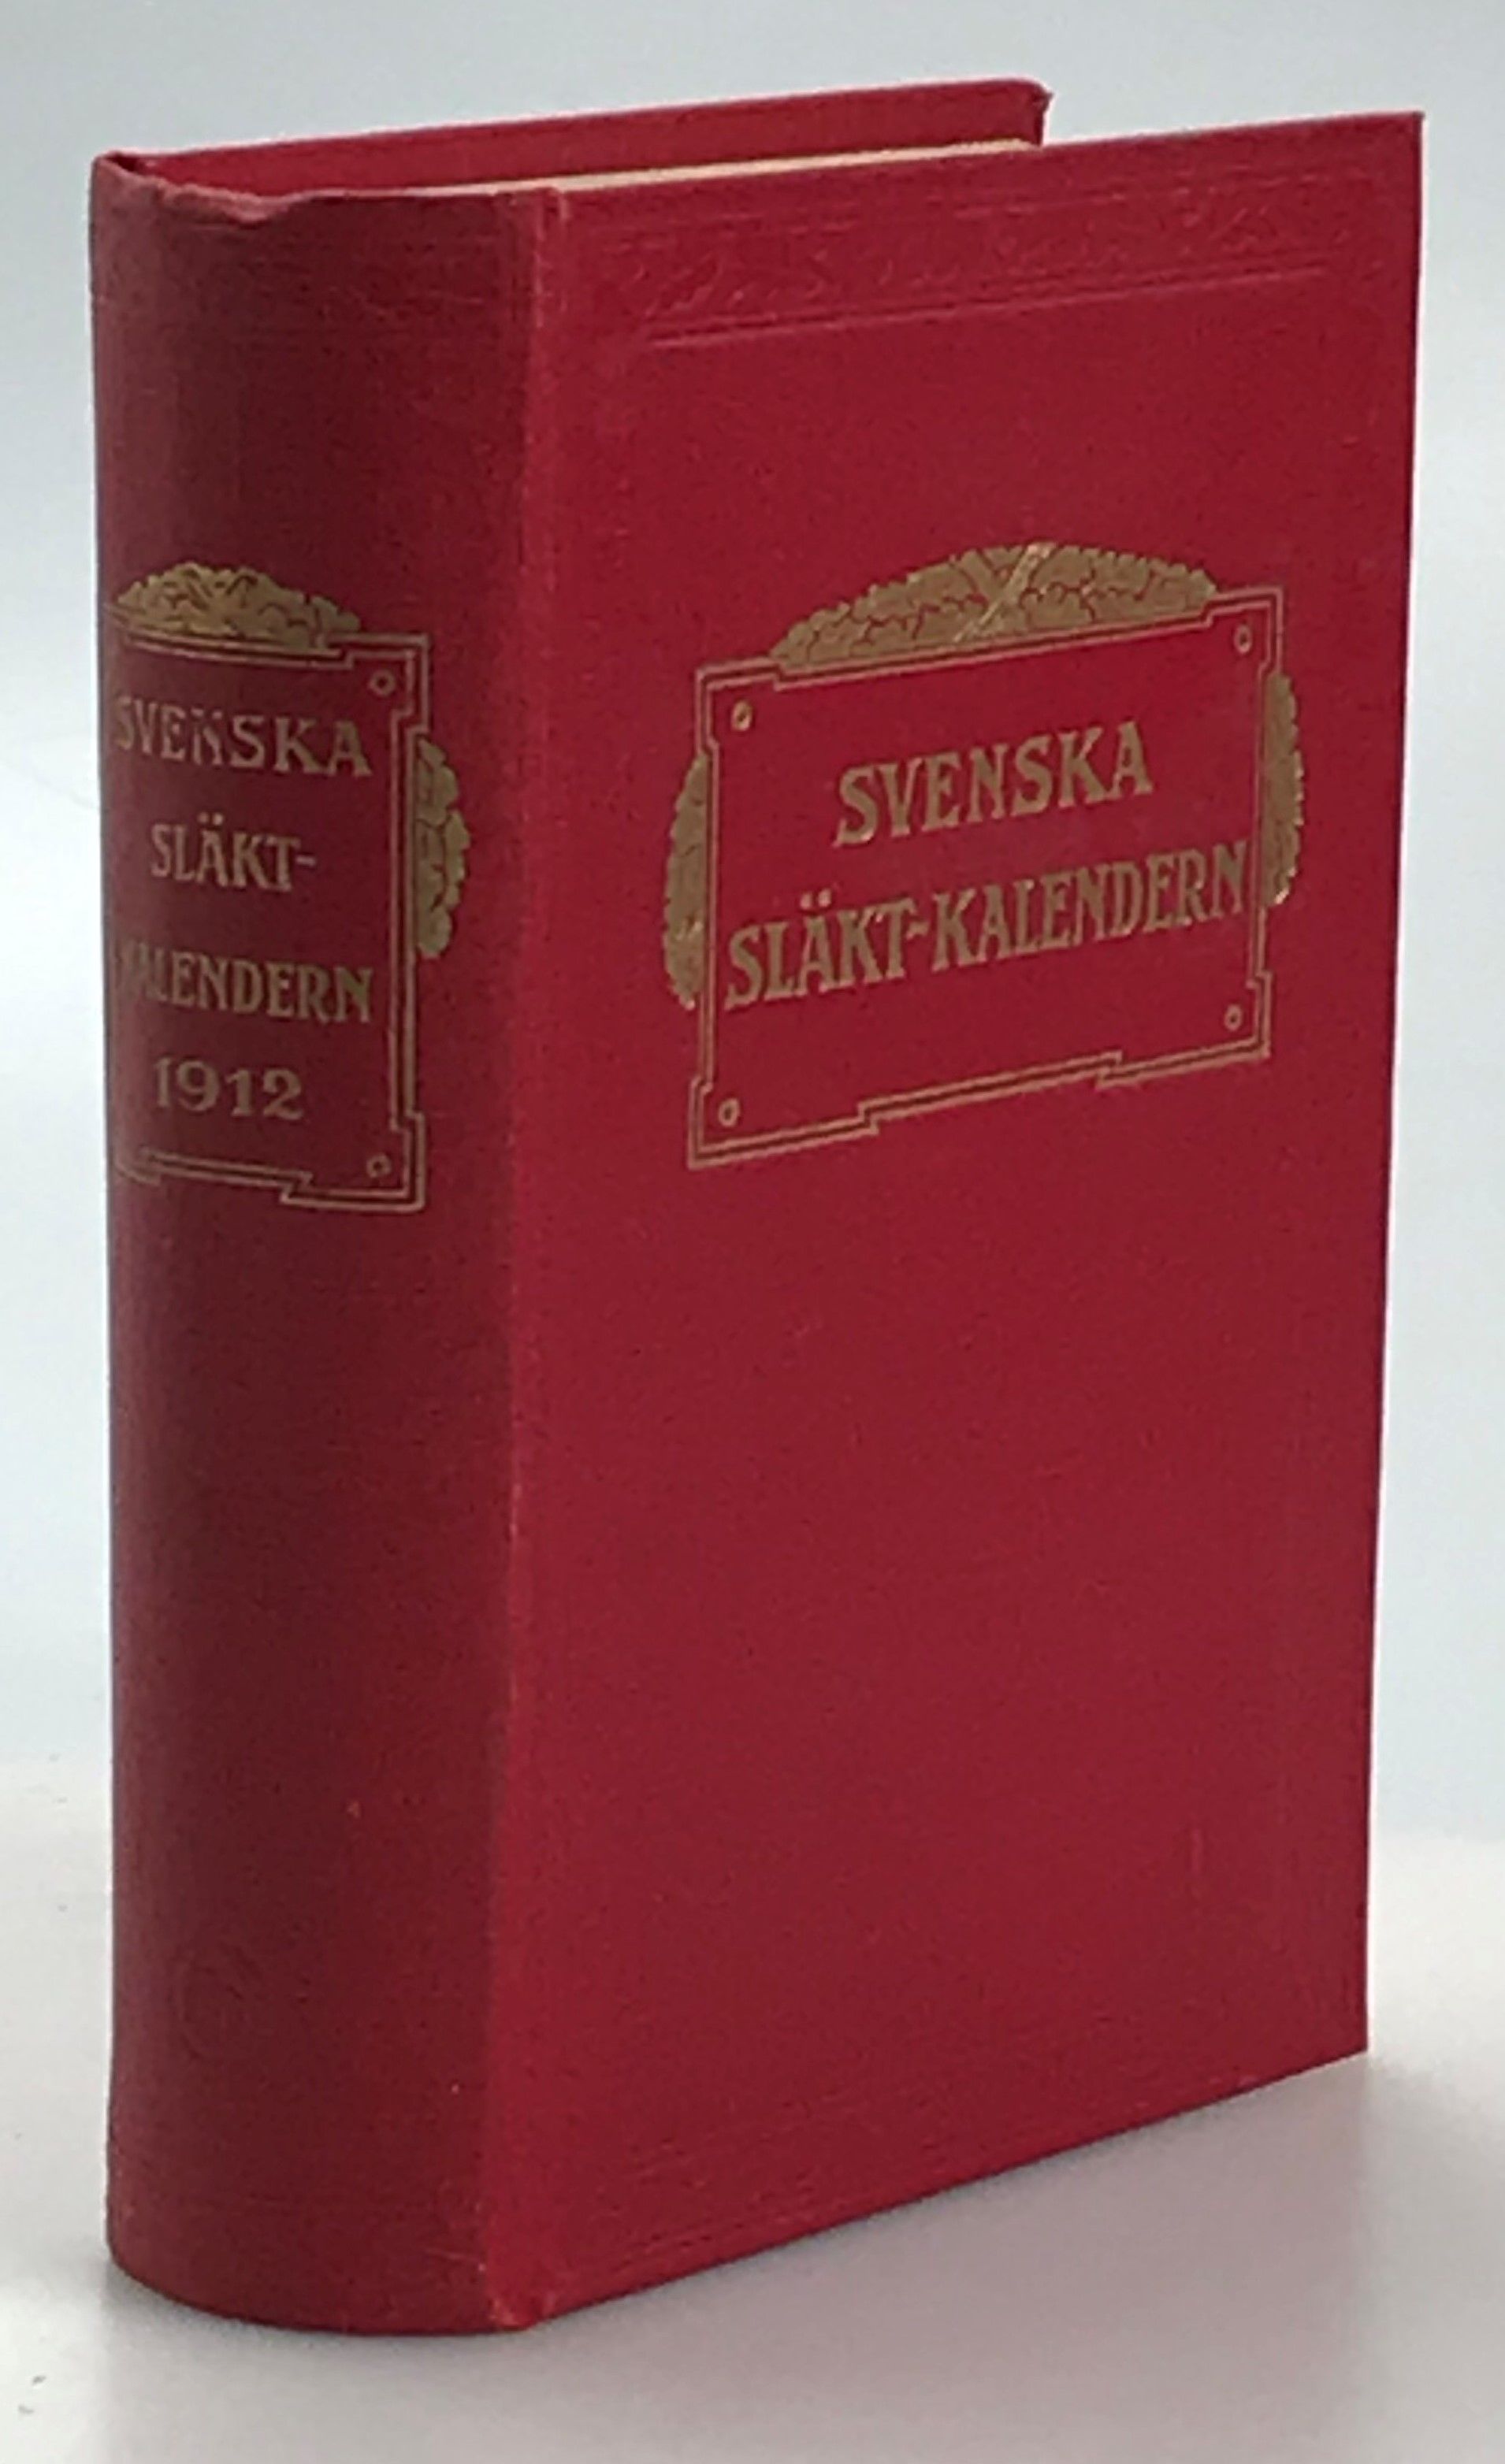 SVENSKA
SLÄKT-
KALENDERN
1912
SVENSKA
SLÄKT-KALENDERN